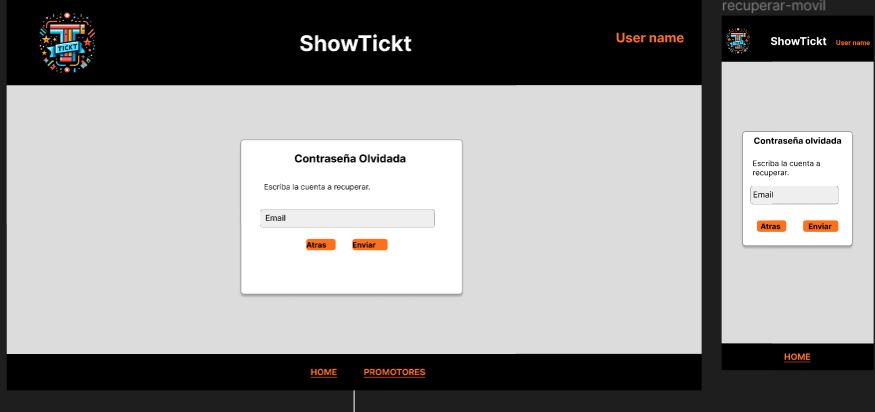 recuperar-movil
TICKT
ShowTickt
User name
Contraseña Olvidada
Escriba la cuenta a recuperar.
Email
Atras
Enviar
HOME
PROMOTORES
ShowTickt
User name
Contraseña olvidada
Escriba la cuenta a
recuperar.
Email
Atras
Enviar
HOME